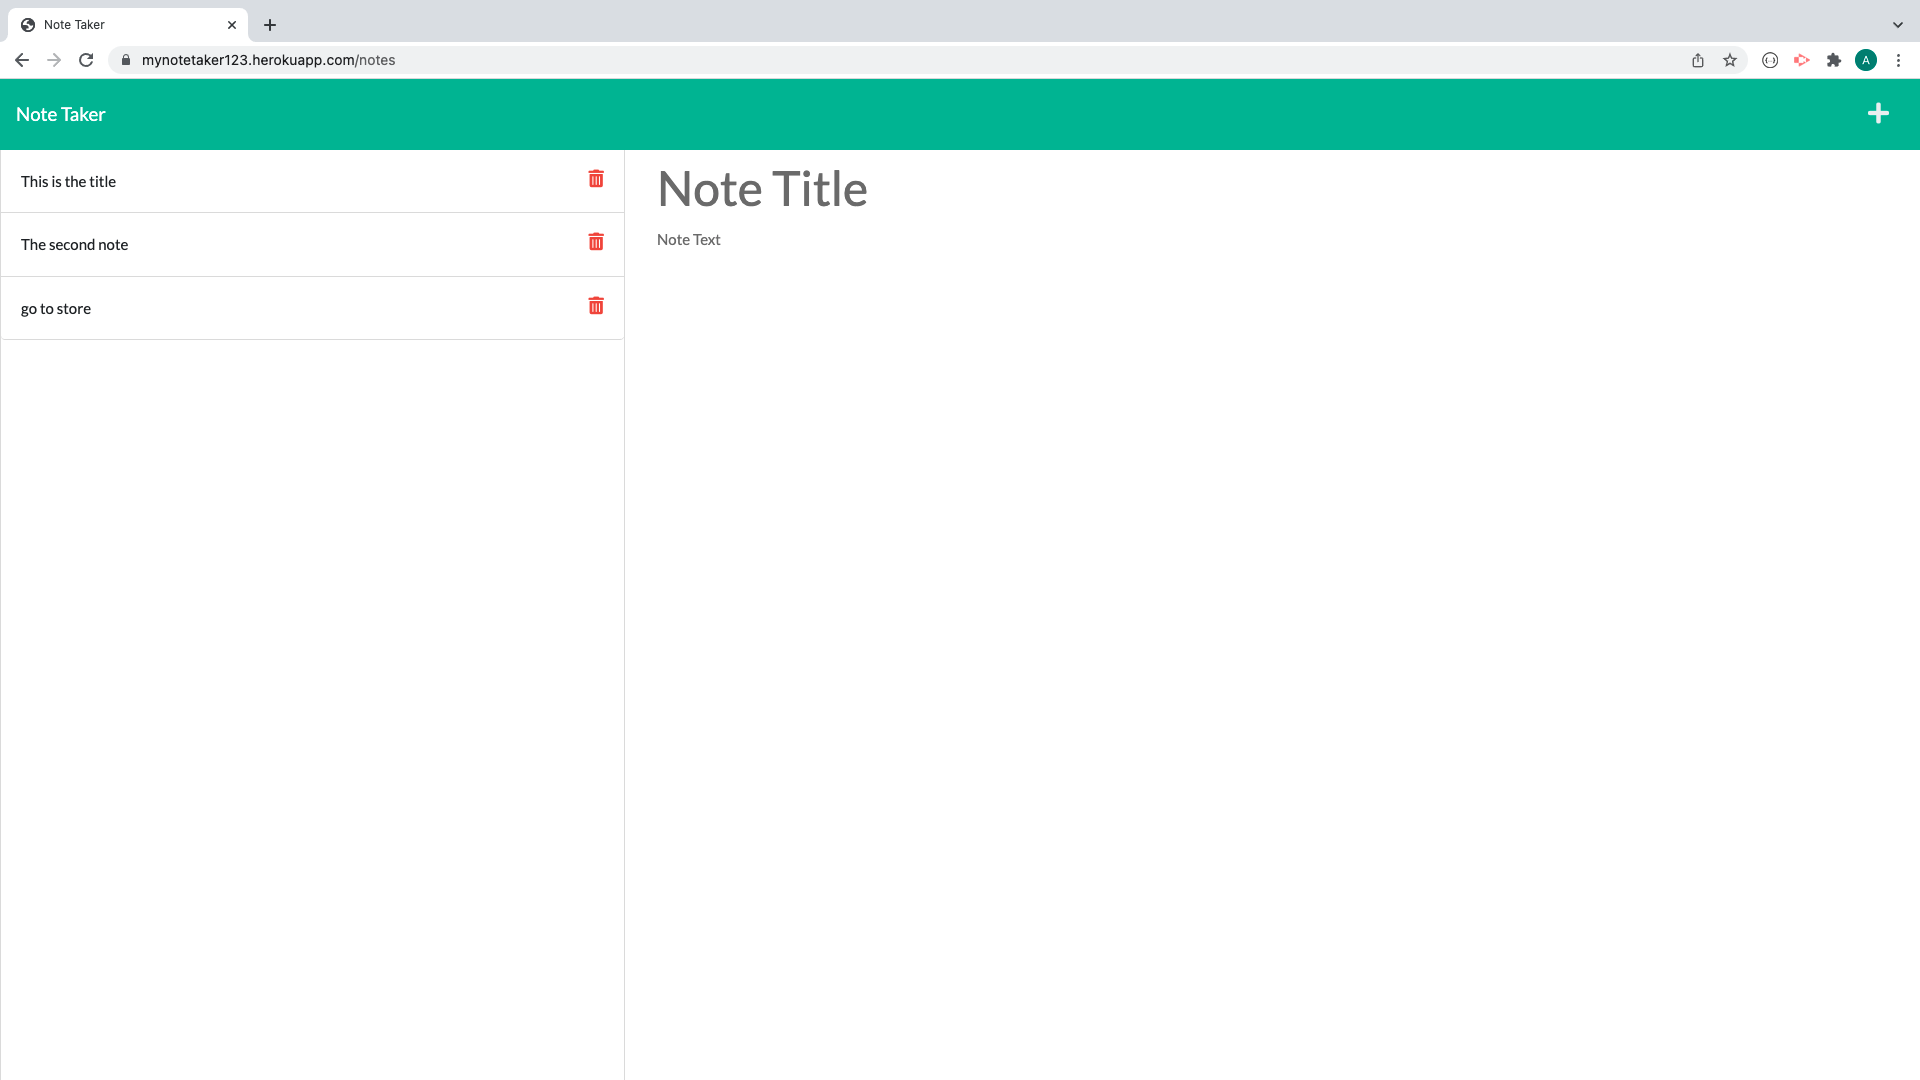 Note Taker
mynotetaker123.herokuapp.com/notes
A
Note Taker
This is the title
The second note
go to store
Note Title
Note Text